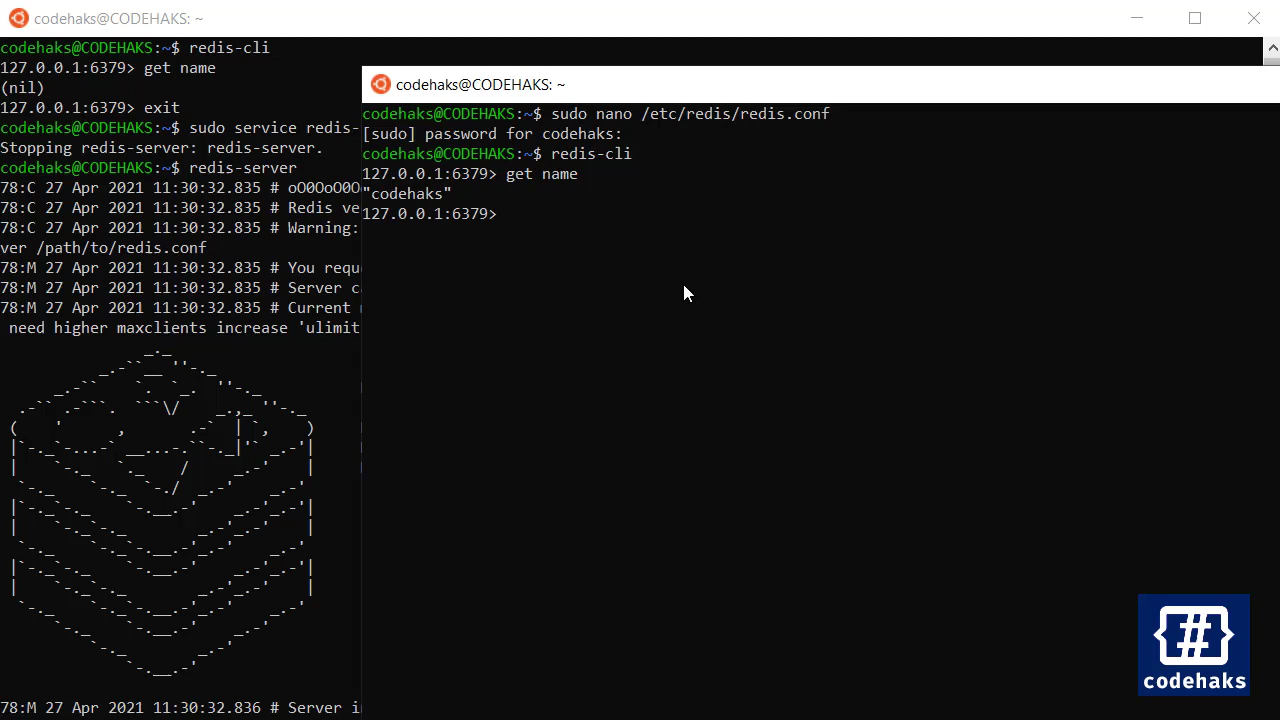 codehaks@CODEHAKS: ~
codehaks@CODEHAKS:~$ redis-cli
127.0.0.1:6379> get name
(nil)
127.0.0.1:6379> exit
codehaks@CODEHAKS:~$ sudo service redis-
Stopping redis-server: redis-server.
codehaks@CODEHAKS:~$ redis-server
78:C 27 Apr 2021 11:30:32.835 # oO0OoO0O
78:C 27 Apr 2021 11:30:32.835 # Redis ve
78:C 27 Apr 2021 11:30:32.835 # Warning:
ver /path/to/redis.conf
78:M 27 Apr 2021 11:30:32.835 # You requ
78:M 27 Apr 2021 11:30:32.835 # Server c
78:M 27 Apr 2021 11:30:32.835 # Current
need higher maxclients increase 'ulimit
78:M 27 Apr 2021 11:30:32.836 # Server i
codehaks@CODEHAKS: ~
codehaks@CODEHAKS:~$ sudo nano /etc/redis/redis.conf
[sudo] password for codehaks:
codehaks@CODEHAKS:~$ redis-cli
127.0.0.1:6379> get name
"codehaks"
127.0.0.1:6379>
{#}
codehaks